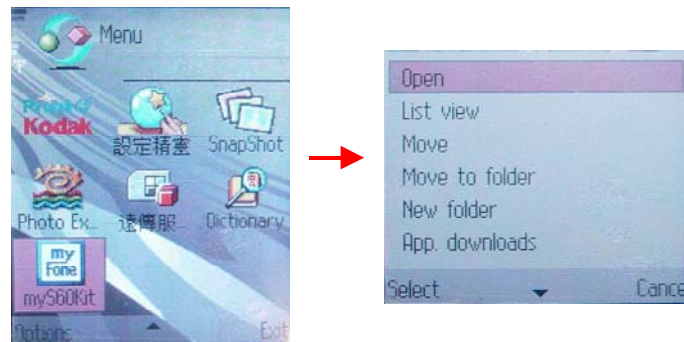 Menu
Print@
Kodak
設定精靈
SnapShot
Photo Ex...
遠傳服...
Dictionary
my
Fone
myS60Kit
Options
Exit
Open
List view
Move
Move to folder
New folder
App. downloads
Select
Cance